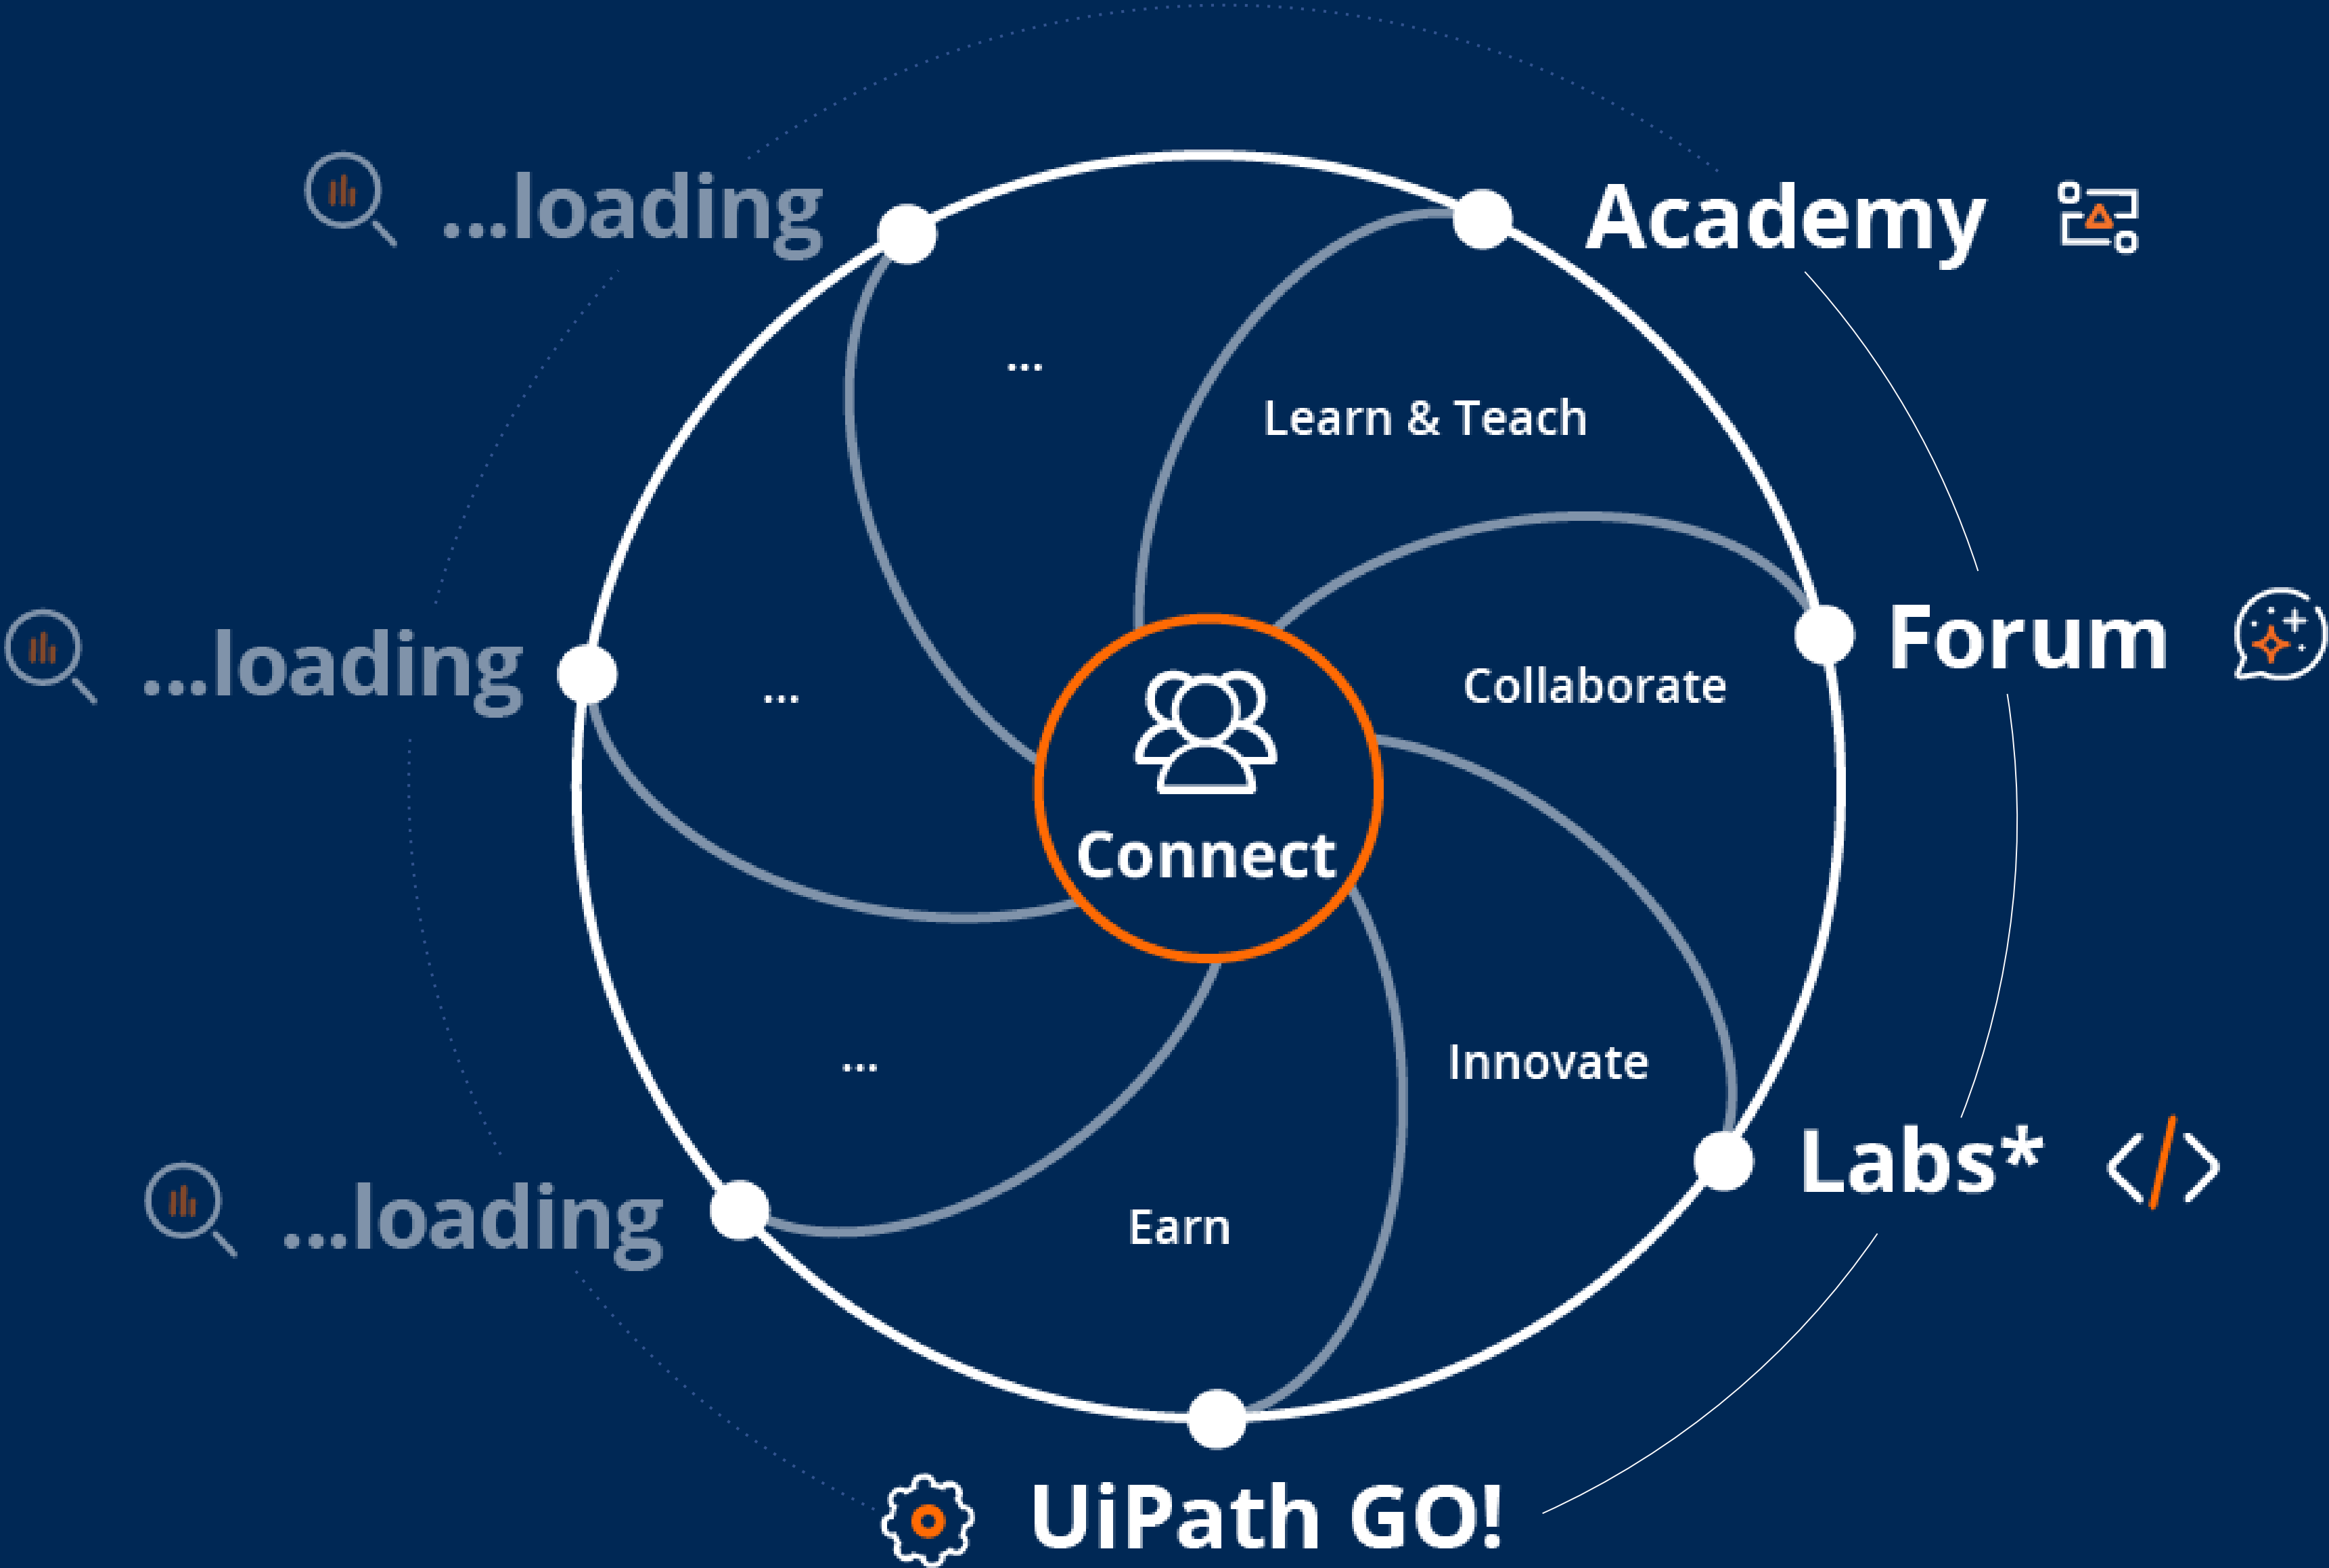 ...loading
Academy
...
Learn & Teach
Forum
...loading
...
Collaborate
Connect
...
Innovate
Labs*
...loading
Earn
UiPath GO!